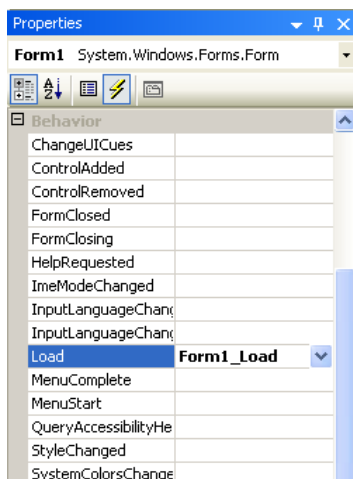 Properties
Form1 System.Windows.Forms.Form
Behavior
ChangeUICues
ControlAdded
ControlRemoved
FormClosed
FormClosing
HelpRequested
ImeModeChanged
InputLanguageChang
InputLanguageChang
Load Form1_Load
MenuComplete
MenuStart
QueryAccessibilityHe
StyleChanged
SystemColorsChange